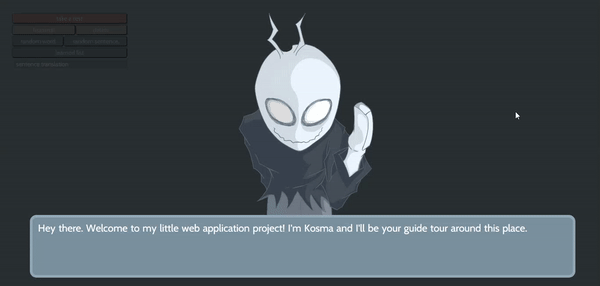 Hey there. Welcome to my little web application project! I'm Kosma and I'll be your guide tour around this place.